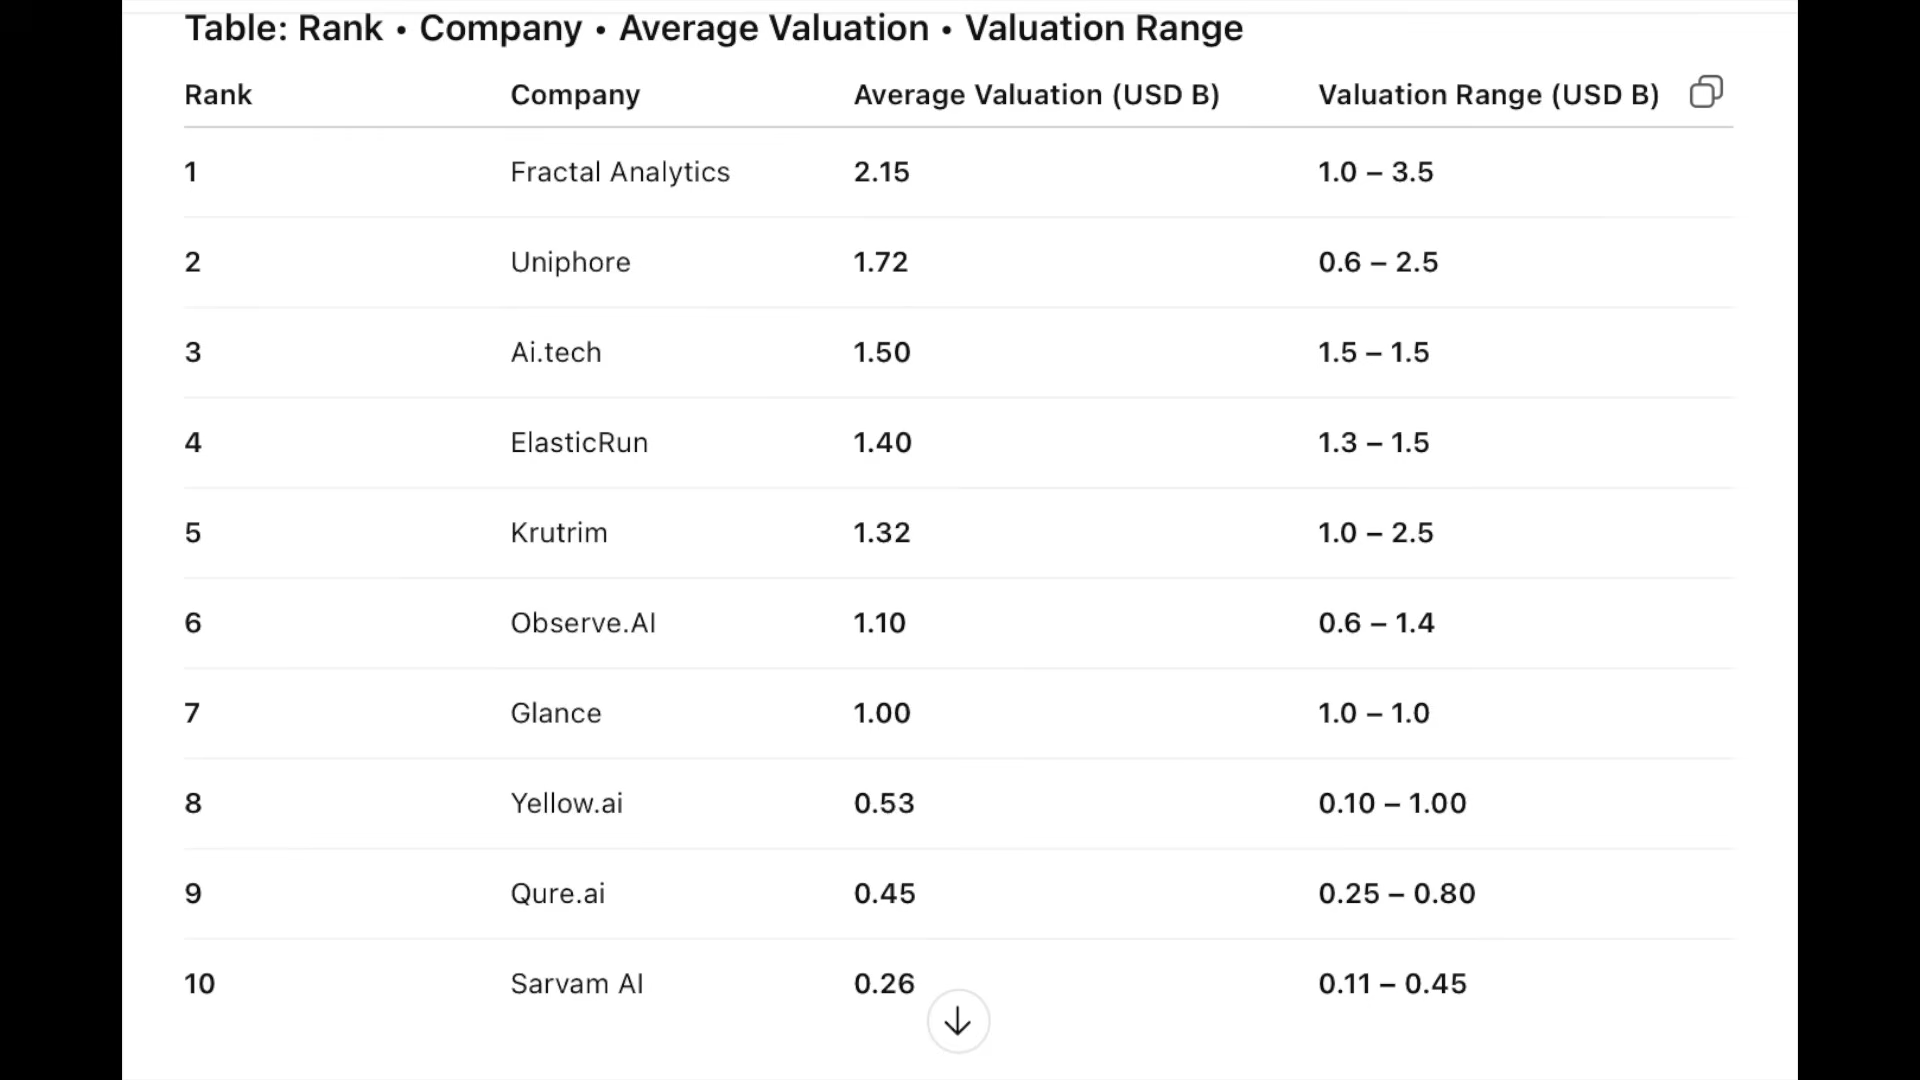 Table: Rank • Company • Average Valuation • Valuation Range
Rank Company Average Valuation (USD B) Valuation Range (USD B)
1 Fractal Analytics 2.15 1.0 – 3.5
2 Uniphore 1.72 0.6 – 2.5
3 Ai.tech 1.50 1.5 – 1.5
4 ElasticRun 1.40 1.3 – 1.5
5 Krutrim 1.32 1.0 – 2.5
6 Observe.AI 1.10 0.6 – 1.4
7 Glance 1.00 1.0 – 1.0
8 Yellow.ai 0.53 0.10 – 1.00
9 Qure.ai 0.45 0.25 – 0.80
10 Sarvam AI 0.26 0.11 – 0.45